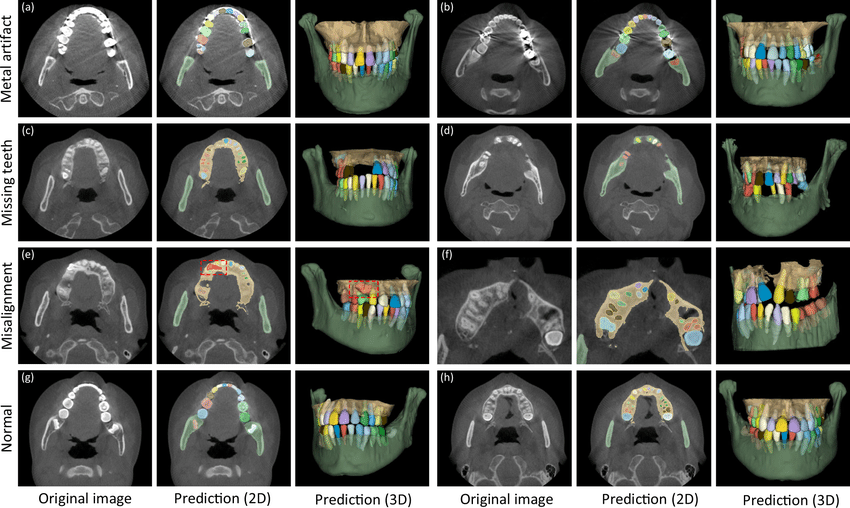 Metal artifact
(a)
(b)
Missing teeth
(c)
(d)
Misalignment
(e)
(f)
Normal
(g)
(h)
Original image
Prediction (2D)
Prediction (3D)
Original image
Prediction (2D)
Prediction (3D)